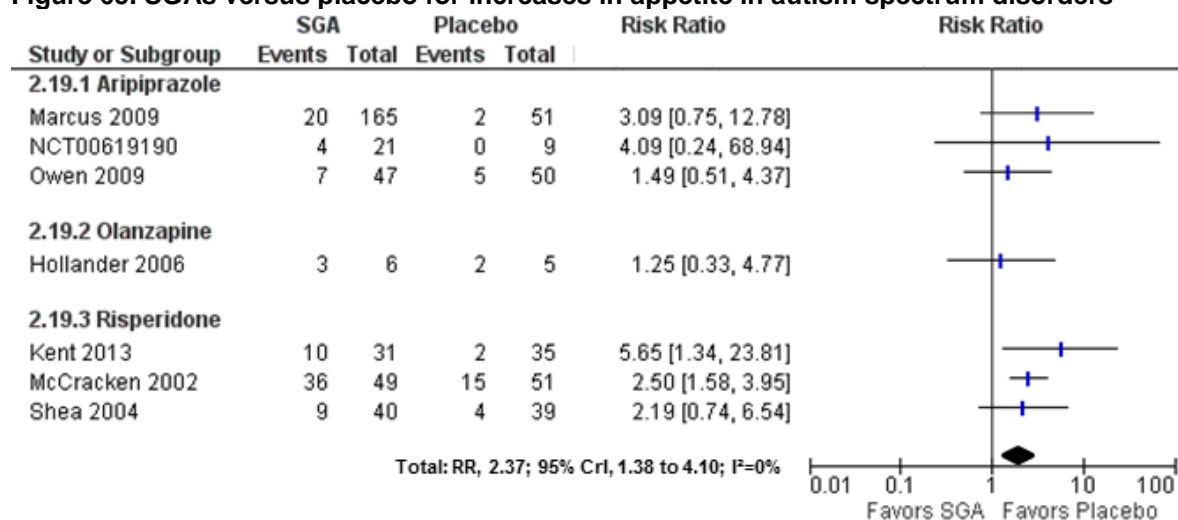 Figure 68. SGAs versus placebo for increases in appetite in autism spectrum disorders
SGA Placebo Risk Ratio Risk Ratio
Study or Subgroup Events Total Events Total
2.19.1 Aripiprazole
Marcus 2009 20 165 2 51 3.09 [0.75, 12.78]
NCT00619190 4 21 0 9 4.09 [0.24, 68.94]
Owen 2009 7 47 5 50 1.49 [0.51, 4.37]
2.19.2 Olanzapine
Hollander 2006 3 6 2 5 1.25 [0.33, 4.77]
2.19.3 Risperidone
Kent 2013 10 31 2 35 5.65 [1.34, 23.81]
McCracken 2002 36 49 15 51 2.50 [1.58, 3.95]
Shea 2004 9 40 4 39 2.19 [0.74, 6.54]
Total: RR, 2.37; 95% CrI, 1.38 to 4.10; I²=0%
0.01 0.1 1 10 100
Favors SGA Favors Placebo